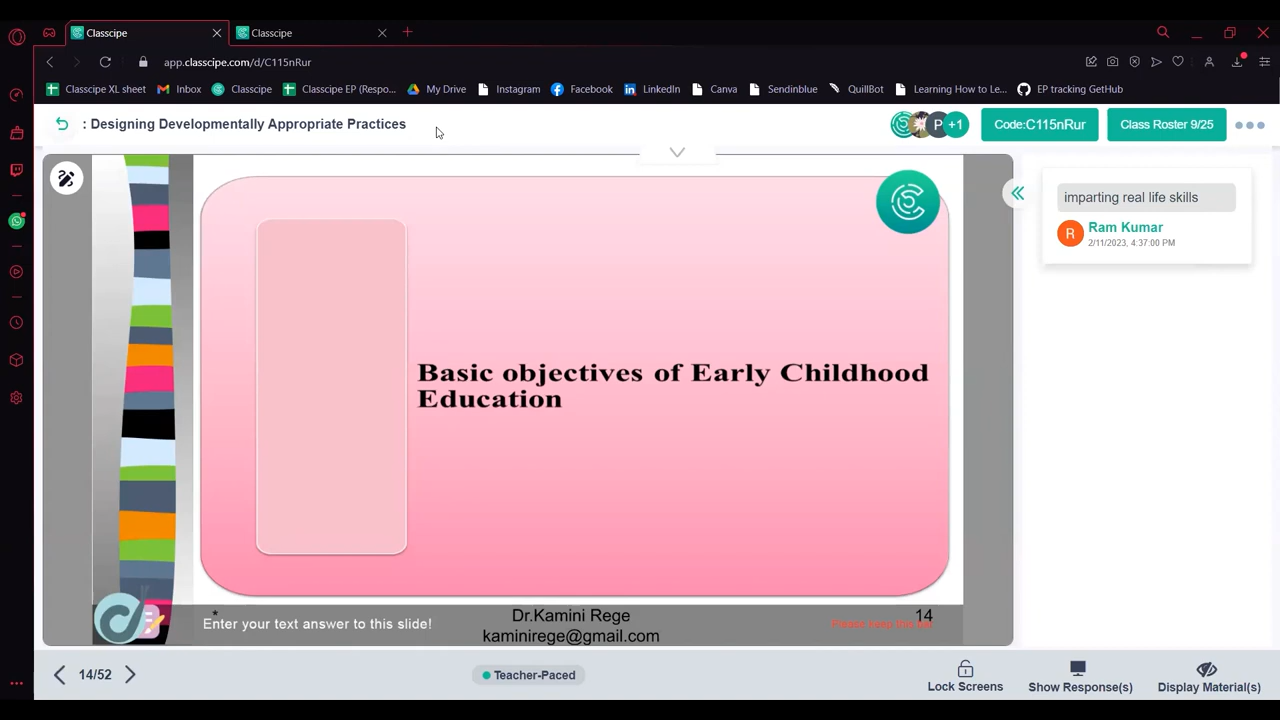 Classcipe
Classcipe
app.classcipe.com/d/C115nRur
Classcipe XL sheet
Inbox
Classcipe
Classcipe EP (Respo...
My Drive
Instagram
Facebook
LinkedIn
Canva
Sendinblue
QuillBot
Learning How to Le...
EP tracking GetHub
: Designing Developmentally Appropriate Practices
P
+1
Code:C115nRur
Class Roster 9/25
imparting real life skills
R
Ram Kumar
2/11/2023, 4:37:00 PM
Basic objectives of Early Childhood
Education
*
Dr.Kamini Rege
14
Enter your text answer to this slide!
kaminirege@gmail.com
Please keep this
14/52
Teacher-Paced
Lock Screens
Show Response(s)
Display Material(s)